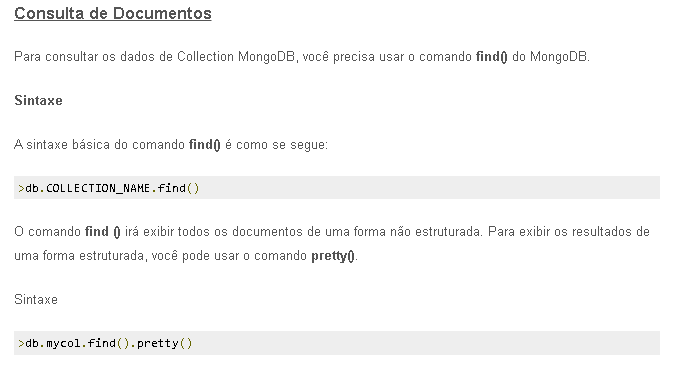 Consulta de Documentos
Para consultar os dados de Collection MongoDB, você precisa usar o comando find() do MongoDB.
Sintaxe
A sintaxe básica do comando find() é como se segue:
>db.COLLECTION_NAME.find()
O comando find () irá exibir todos os documentos de uma forma não estruturada. Para exibir os resultados de
uma forma estruturada, você pode usar o comando pretty().
Sintaxe
>db.mycol.find().pretty()